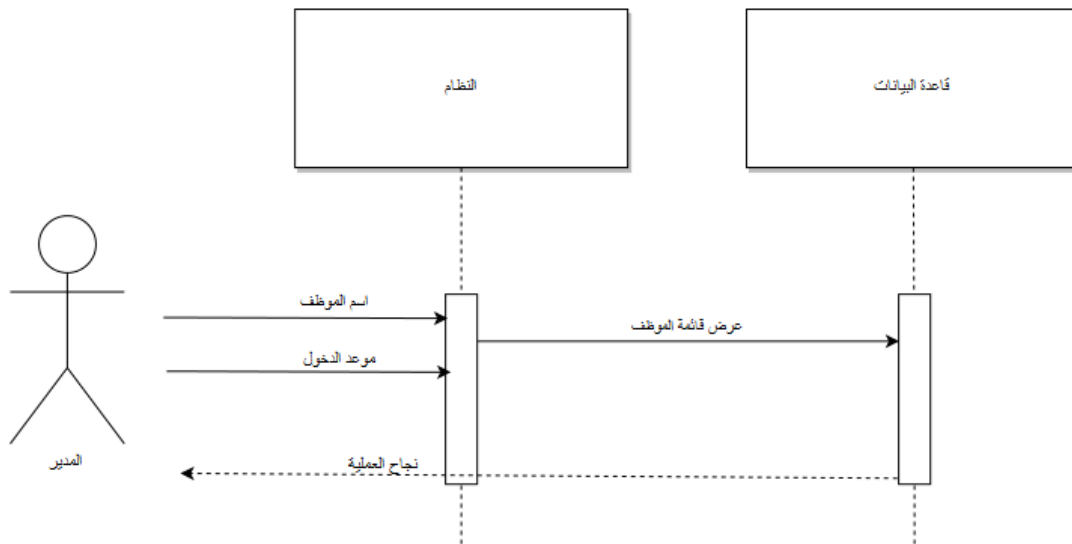 النظام
قاعدة البيانات
اسم الموظف
عرض قائمة الموظف
موعد الدخول
نجاح العملية
المدير